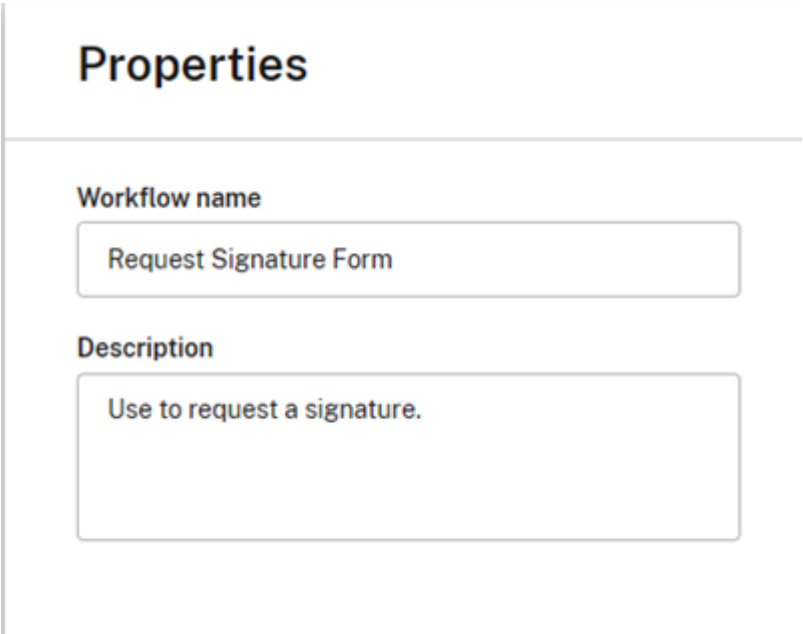 Properties
Workflow name
Request Signature Form
Description
Use to request a signature.